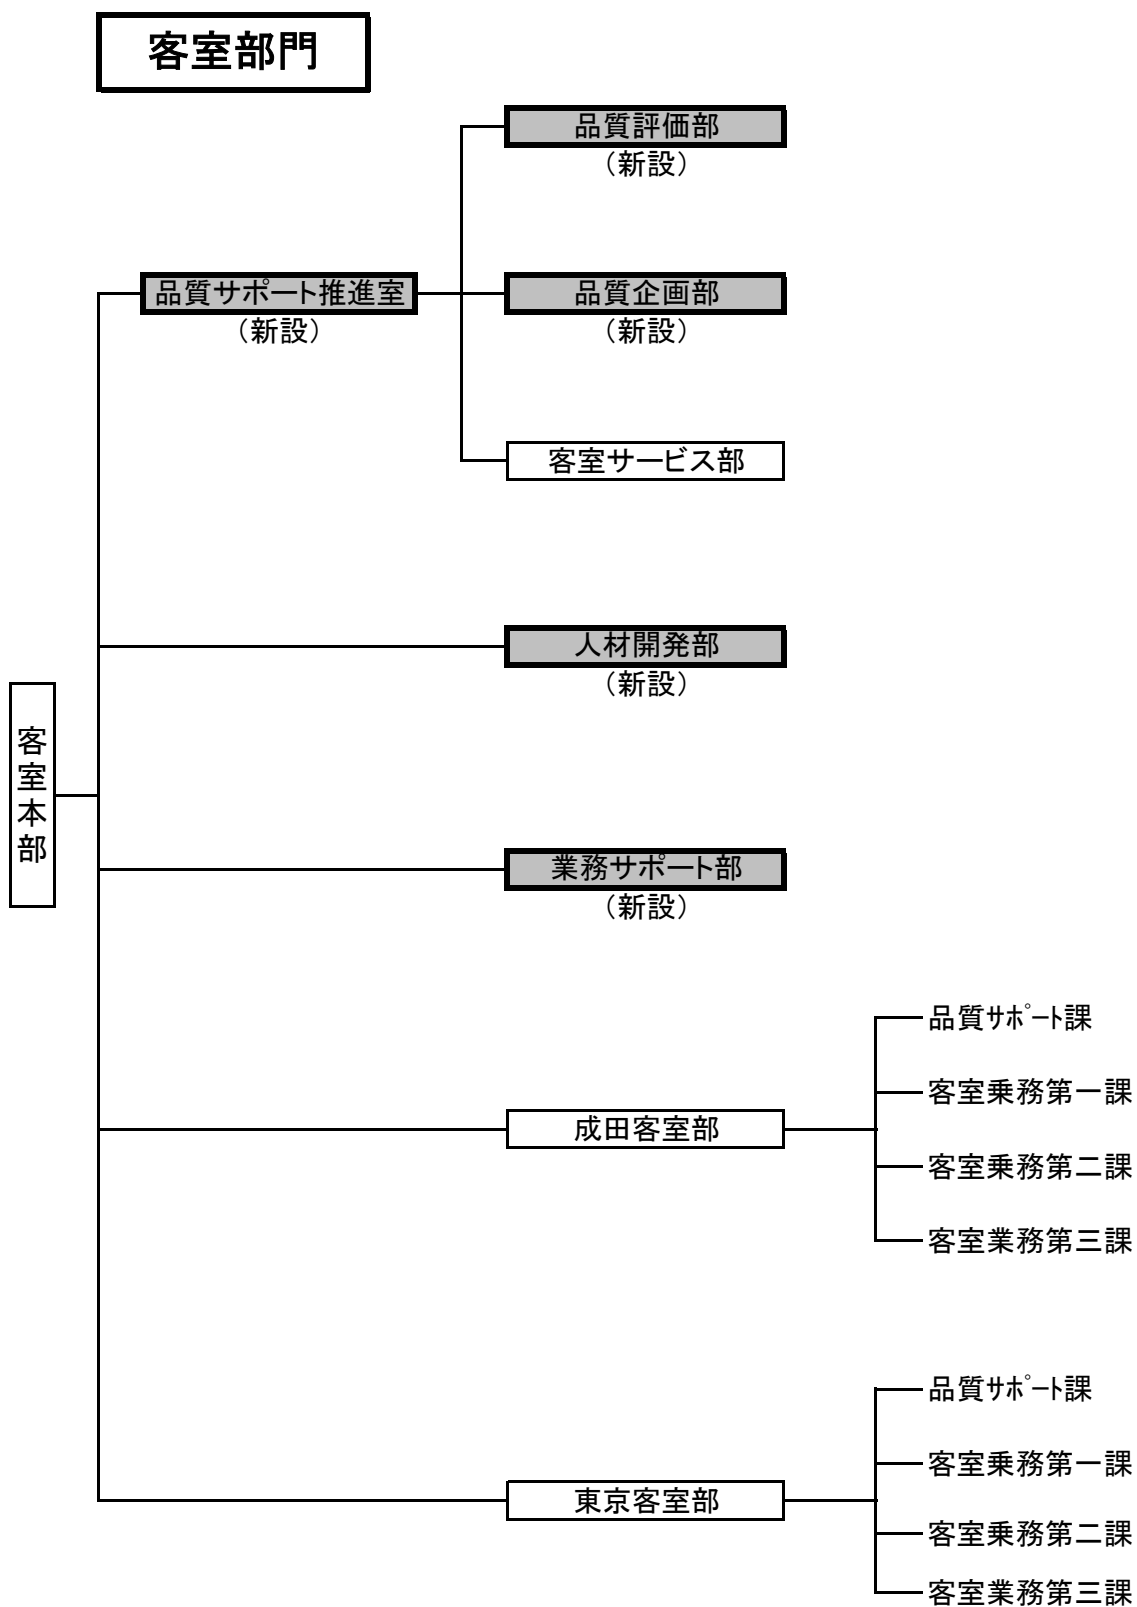 客室部門
品質評価部
（新設）
品質サポート推進室
（新設）
品質企画部
（新設）
客室サービス部
人材開発部
（新設）
客室本部
業務サポート部
（新設）
成田客室部
品質ｻﾎﾟｰﾄ課
客室乗務第一課
客室乗務第二課
客室業務第三課
東京客室部
品質ｻﾎﾟｰﾄ課
客室乗務第一課
客室乗務第二課
客室業務第三課